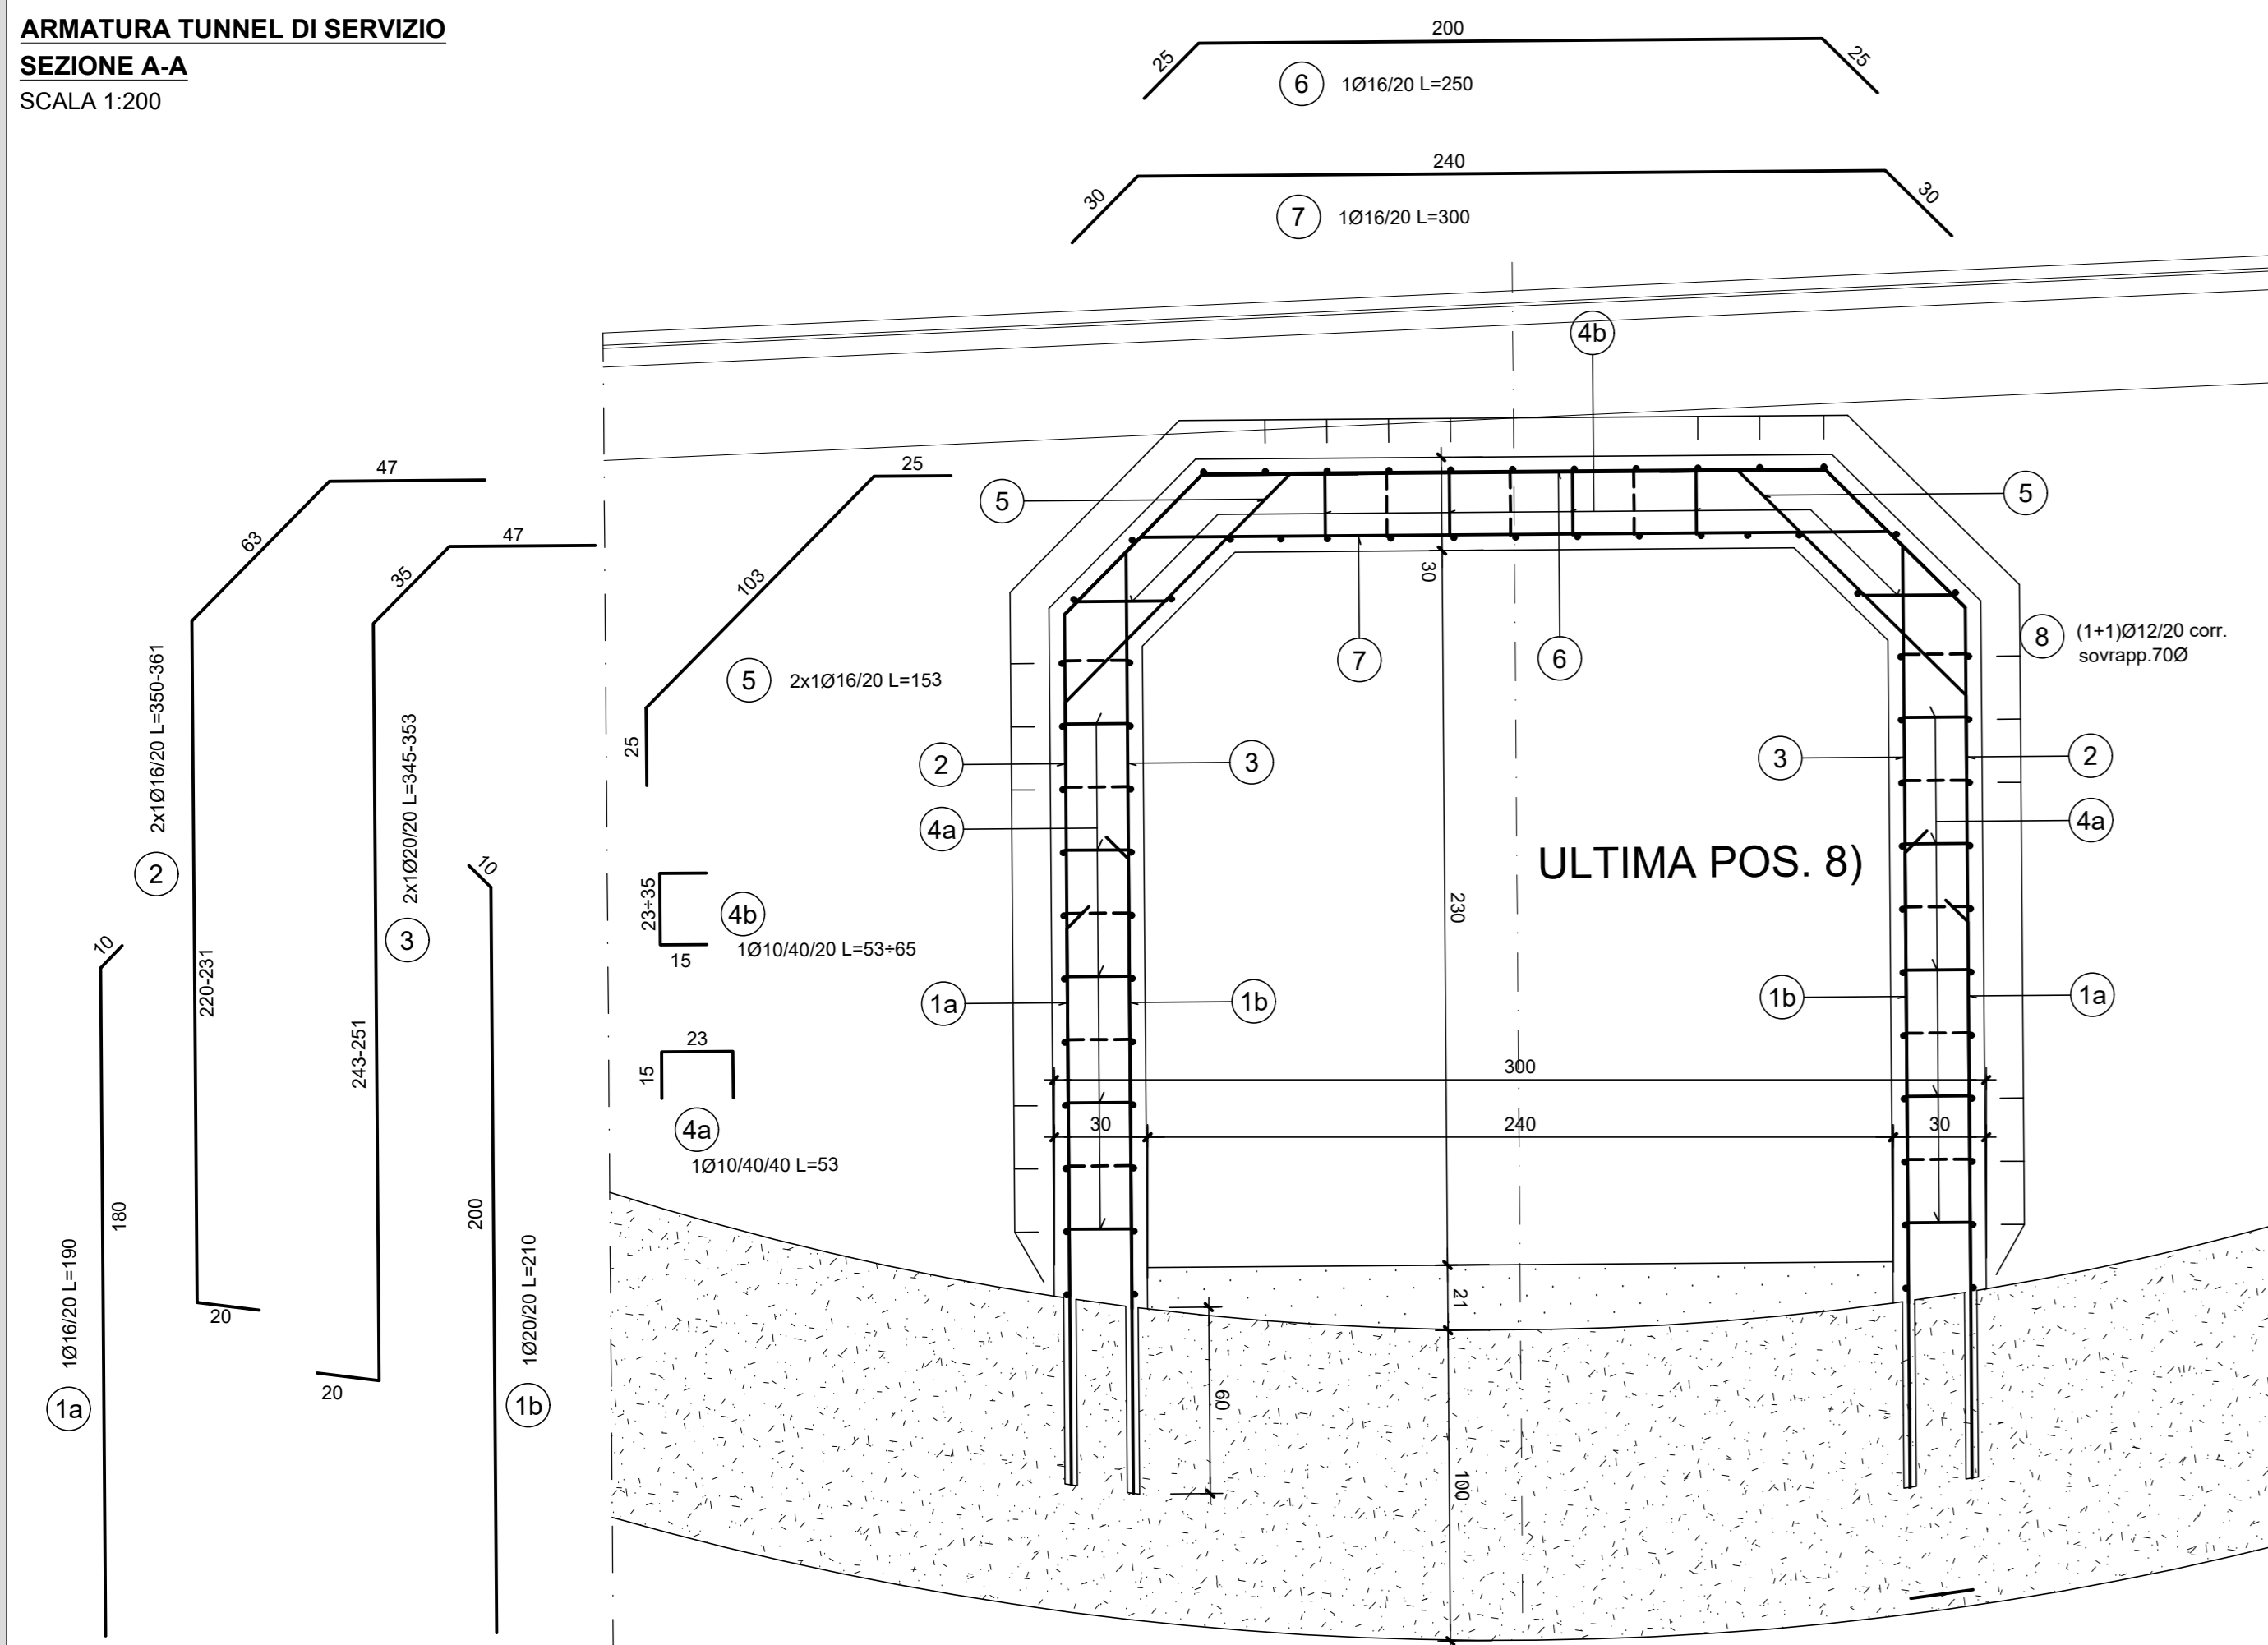 ARMATURA TUNNEL DI SERVIZIO
SEZIONE A-A
SCALA 1:200
200
25
25
6
1Ø16/20 L=250
240
30
30
7
1Ø16/20 L=300
4b
47
63
2x1Ø16/20 L=350-361
2
220-231
20
47
35
2x1Ø20/20 L=345-353
3
243-251
20
25
103
5
2x1Ø16/20 L=153
25
10
180
1Ø16/20 L=190
1a
10
200
1Ø20/20 L=210
1b
23÷35
4b
15
1Ø10/40/20 L=53÷65
23
15
4a
1Ø10/40/40 L=53
5
5
30
7
6
8
(1+1)Ø12/20 corr.
sovrapp.70Ø
2
3
3
2
4a
4a
ULTIMA POS. 8)
230
1a
1b
1b
1a
300
30
240
30
21
60
100